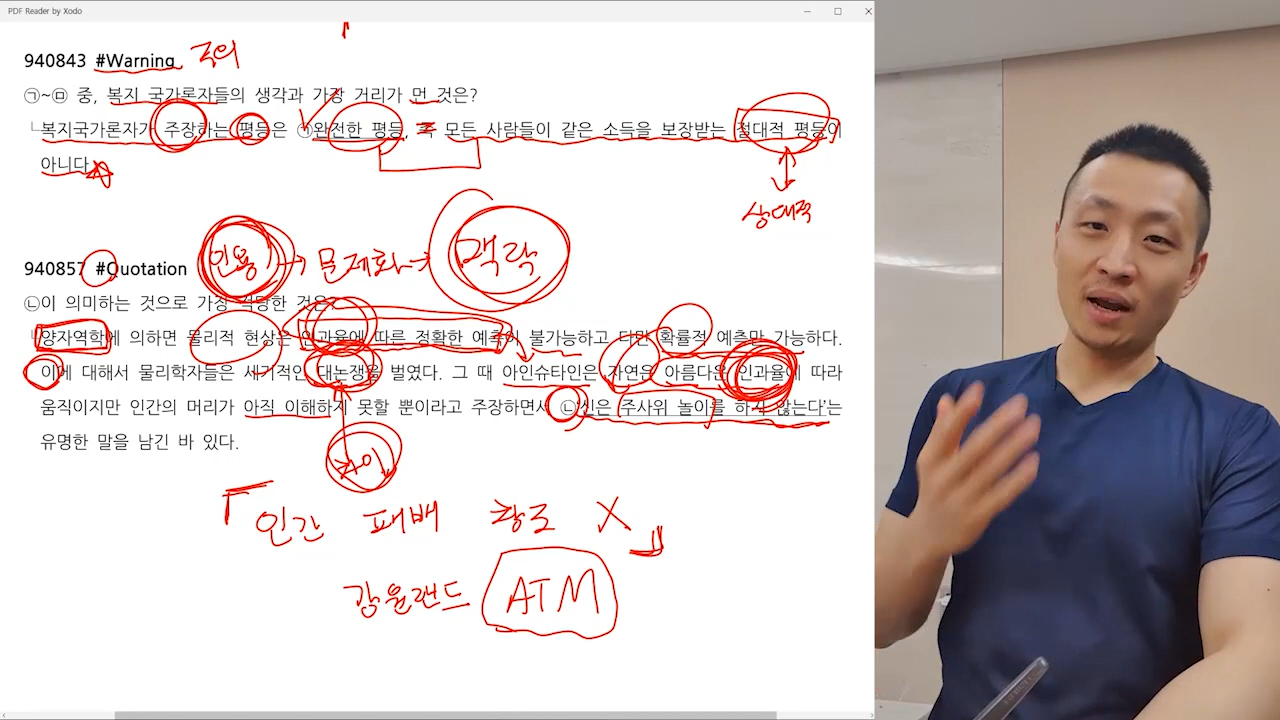 PDF Reader by Xodo
940843 #Warning 주의
㉠~㉤ 중, 복지 국가론자들의 생각과 가장 거리가 먼 것은?
└복지국가론자가 주장하는 평등은 ㉠완전한 평등, 즉 모든 사람들이 같은 소득을 보장받는 절대적 평등이
아니다.
상대적
인용 → 문제화 → 맥락
940857 #Quotation
㉡이 의미하는 것으로 가장 적당한 것은?
└양자역학에 의하면 물리적 현상은 인과율에 따른 정확한 예측이 불가능하고 다만 확률적 예측만 가능하다.
이에 대해서 물리학자들은 세기적인 대논쟁을 벌였다. 그 때 아인슈타인은 자연은 아름다운 인과율에 따라
움직이지만 인간의 머리가 아직 이해하지 못할 뿐이라고 주장하면서 ㉡'신은 주사위 놀이를 하지 않는다'는
유명한 말을 남긴 바 있다.
차이
「인간 패배 창조 X」
강원랜드 ATM